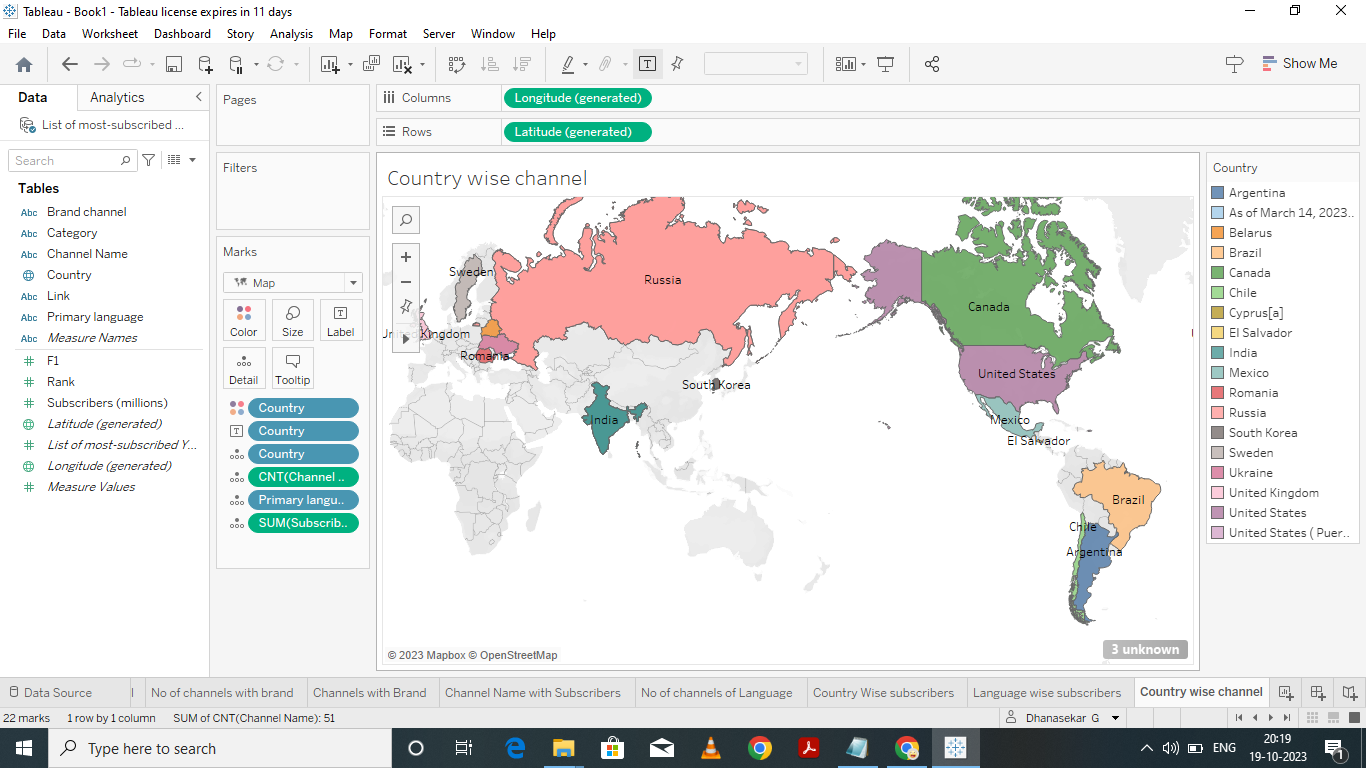 Tableau - Book1 - Tableau license expires in 11 days
File Data Worksheet Dashboard Story Analysis Map Format Server Window Help
Show Me
Data Analytics
List of most-subscribed ...
Search
Tables
Abc Brand channel
Abc Category
Abc Channel Name
Country
Abc Link
Abc Primary language
Abc Measure Names
F1
Rank
Subscribers (millions)
Latitude (generated)
List of most-subscribed Y...
Longitude (generated)
Measure Values
Pages
Filters
Marks
Map
Color Size Label
Detail Tooltip
Country
Country
Country
CNT(Channel ..
Primary langu..
SUM(Subscrib..
Columns Longitude (generated)
Rows Latitude (generated)
Country wise channel
Sweden
Russia
Canada
Kingdom
Romania
South Korea
United States
India
Mexico
El Salvador
Brazil
Chile
Argentina
© 2023 Mapbox © OpenStreetMap
3 unknown
Country
Argentina
As of March 14, 2023..
Belarus
Brazil
Canada
Chile
Cyprus[a]
El Salvador
India
Mexico
Romania
Russia
South Korea
Sweden
Ukraine
United Kingdom
United States
United States ( Puer..
Data Source No of channels with brand Channels with Brand Channel Name with Subscribers No of channels of Language Country Wise subscribers Language wise subscribers Country wise channel
22 marks 1 row by 1 column SUM of CNT(Channel Name): 51 Dhanasekar G
Type here to search
ENG
20:19
19-10-2023
1